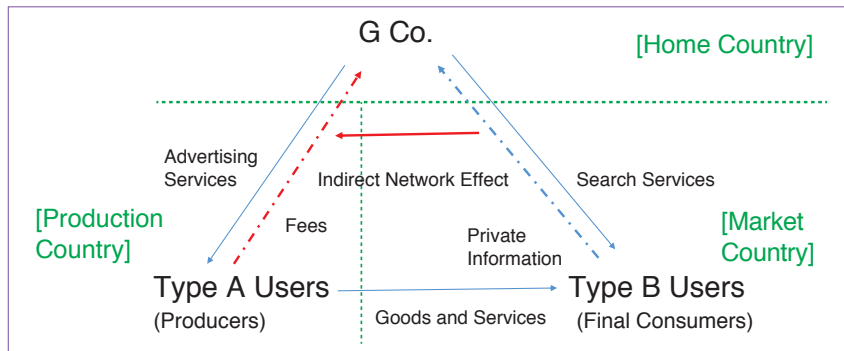 G Co.
[Home Country]
Advertising
Services
Indirect Network Effect
Search Services
[Production
Country]
Fees
[Market
Country]
Private
Information
Type A Users
(Producers)
Goods and Services
Type B Users
(Final Consumers)